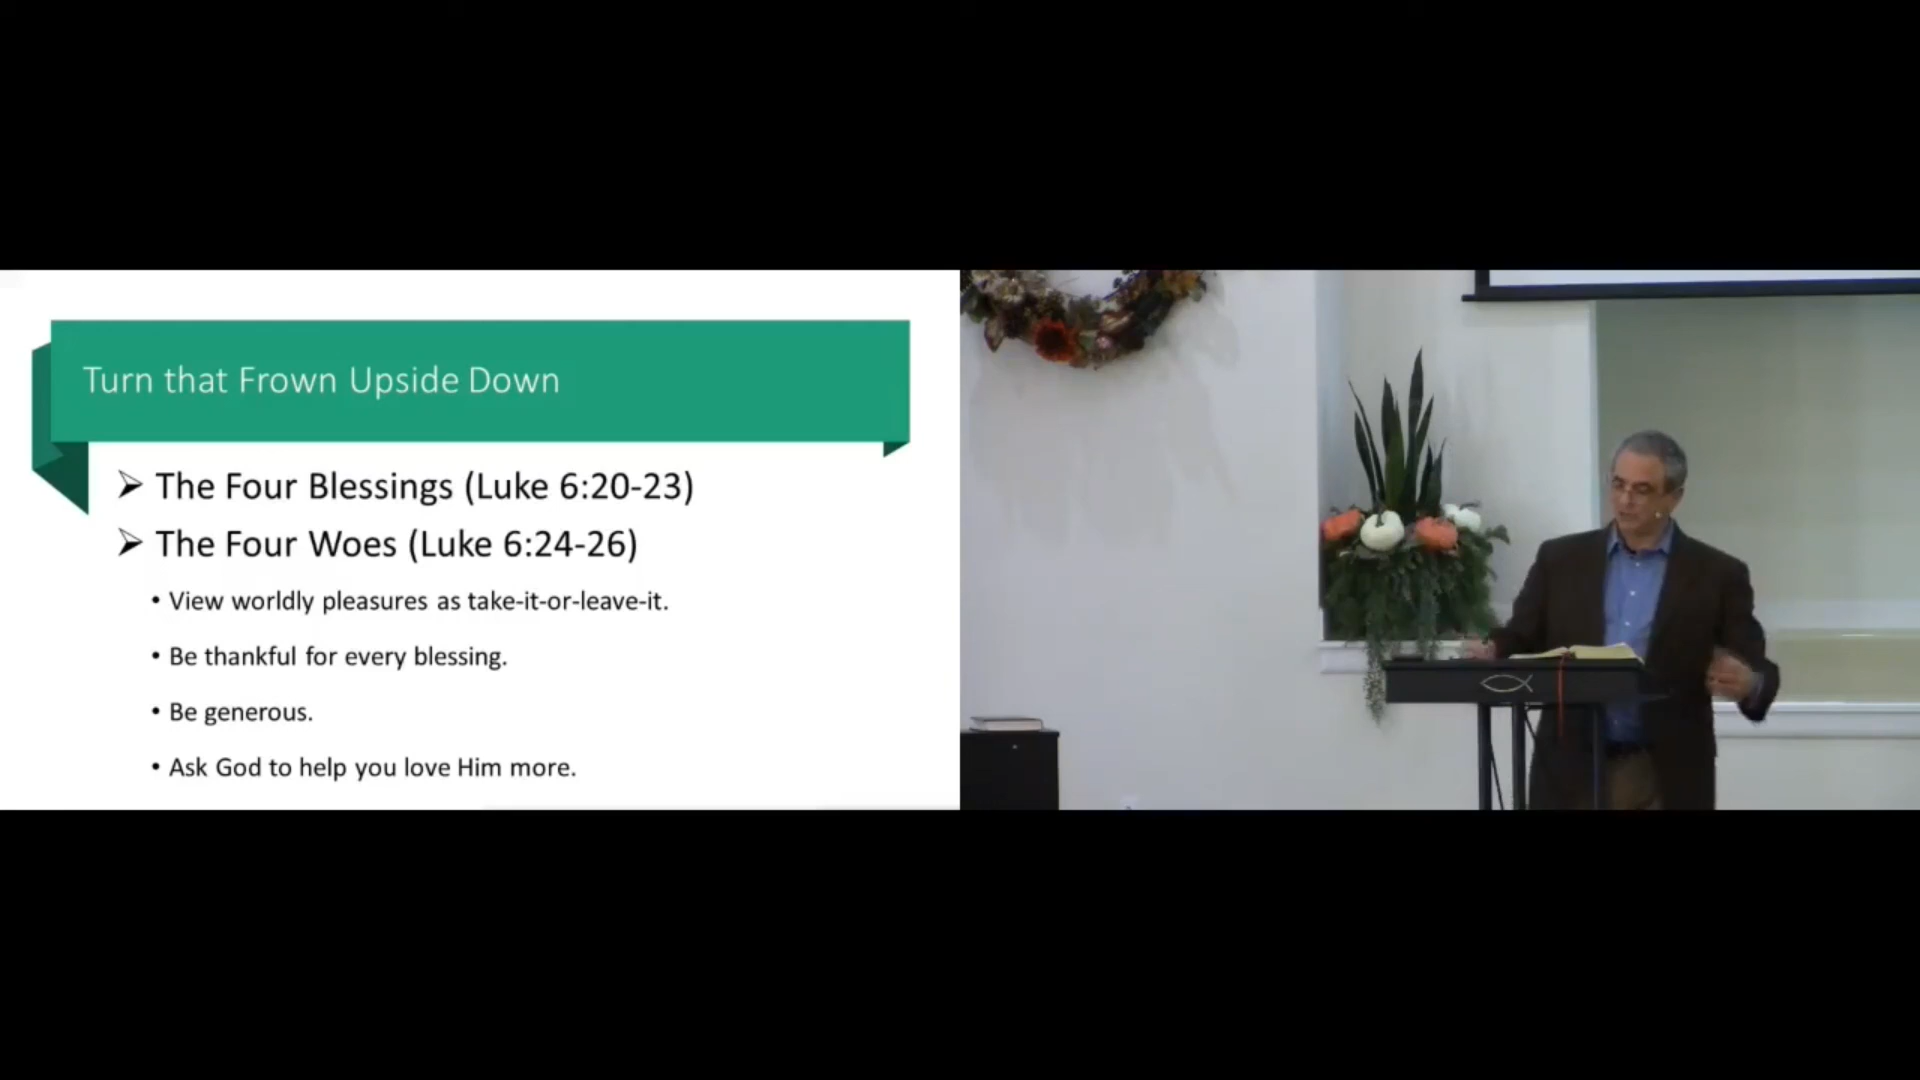 Turn that Frown Upside Down
➢ The Four Blessings (Luke 6:20-23)
➢ The Four Woes (Luke 6:24-26)
• View worldly pleasures as take-it-or-leave-it.
• Be thankful for every blessing.
• Be generous.
• Ask God to help you love Him more.